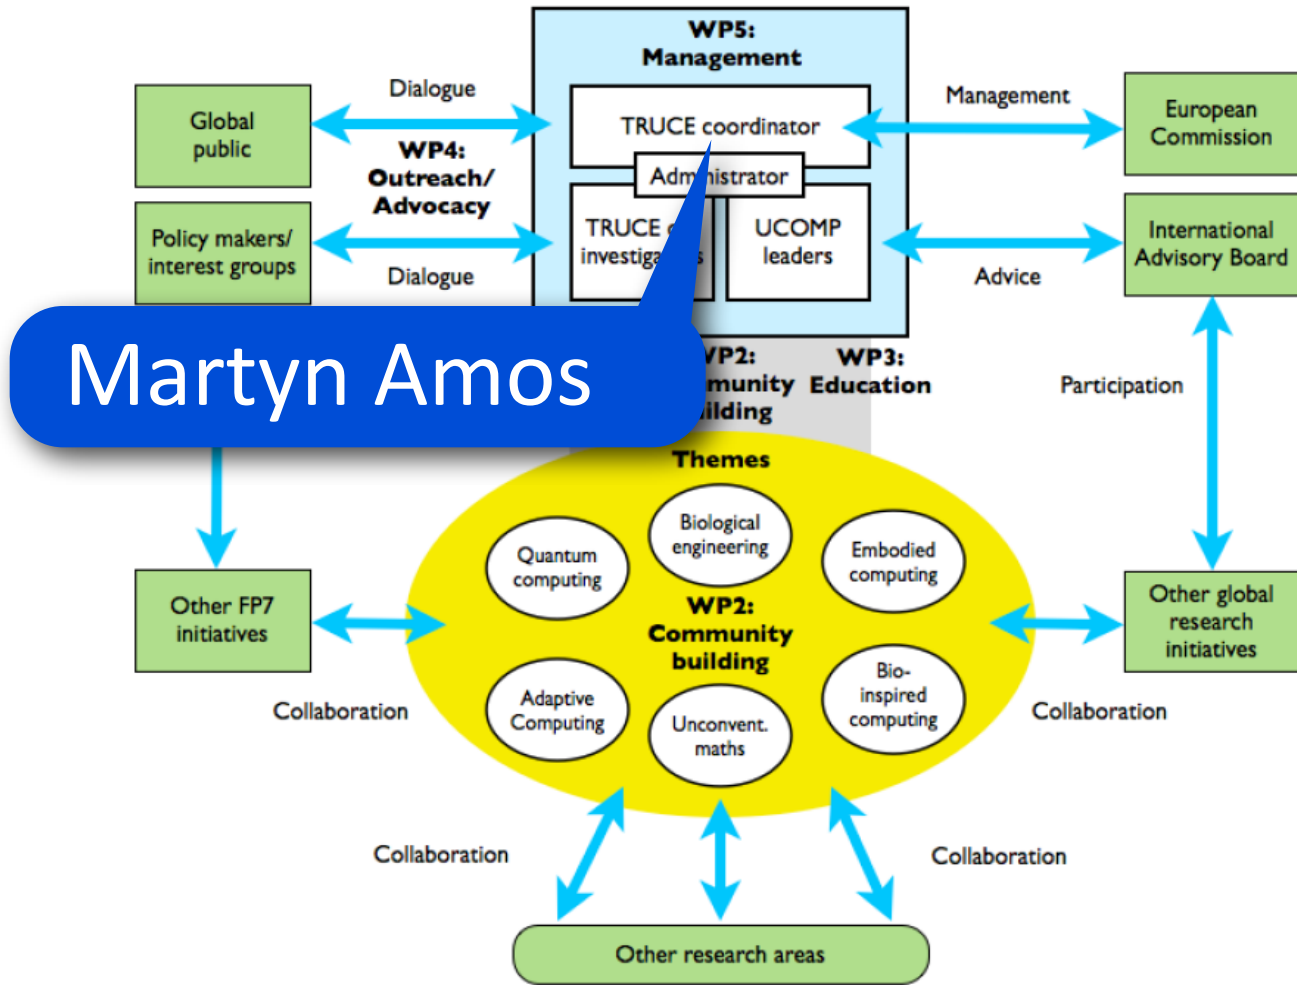 WP5:
Management
Dialogue
Management
Global
public
TRUCE coordinator
European
Commission
WP4:
Outreach/
Advocacy
Administrator
Policy makers/
interest groups
TRUCE
UCOMP
leaders
International
Advisory Board
Dialogue
Advice
Martyn Amos
WP2:
WP3:
Education
Participation
Themes
Quantum
computing
Biological
engineering
Embodied
computing
Other FP7
initiatives
WP2:
Community
building
Other global
research
initiatives
Adaptive
Computing
Unconvent.
maths
Bio-
inspired
computing
Collaboration
Collaboration
Collaboration
Collaboration
Other research areas